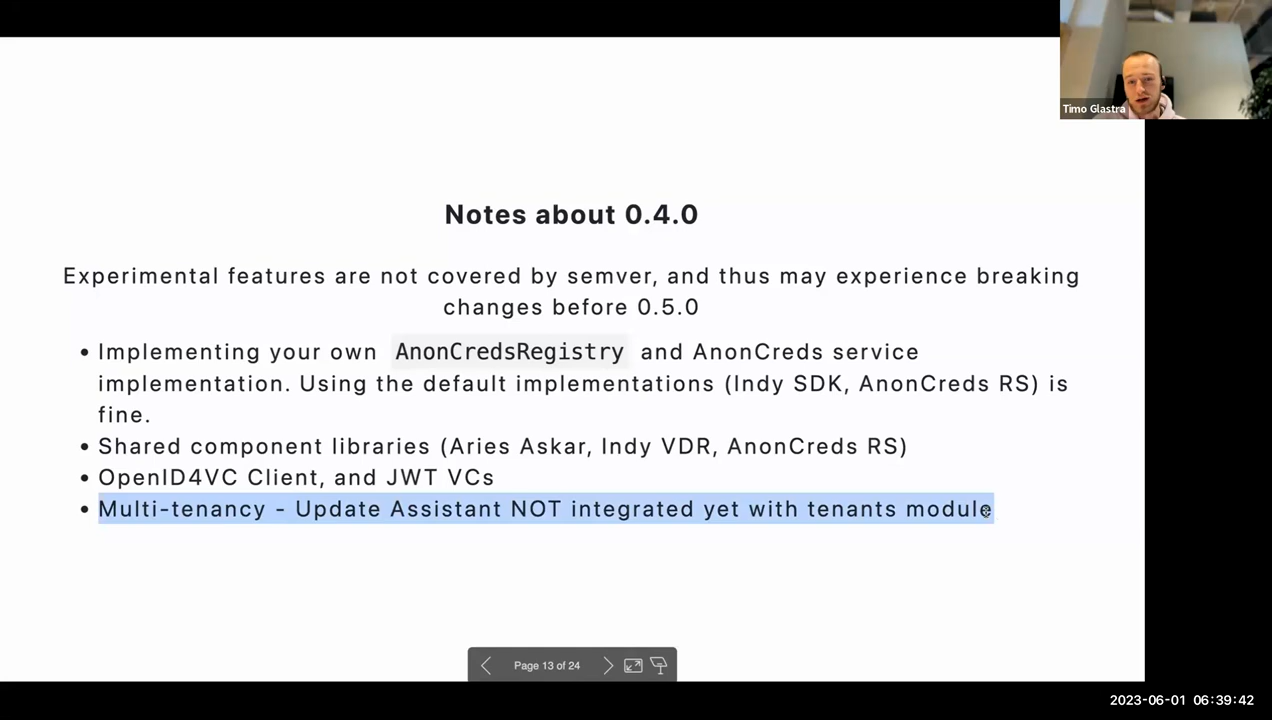 Timo Glastra
Notes about 0.4.0
Experimental features are not covered by semver, and thus may experience breaking
changes before 0.5.0
• Implementing your own AnonCredsRegistry and AnonCreds service
implementation. Using the default implementations (Indy SDK, AnonCreds RS) is
fine.
• Shared component libraries (Aries Askar, Indy VDR, AnonCreds RS)
• OpenID4VC Client, and JWT VCs
• Multi-tenancy - Update Assistant NOT integrated yet with tenants module
Page 13 of 24
2023-06-01 06:39:42